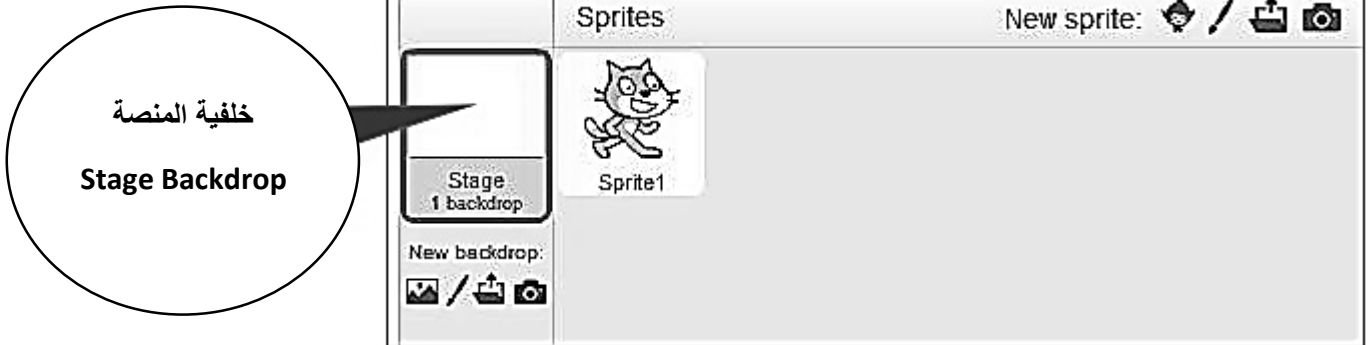 خلفية المنصة
Stage Backdrop
Sprites
New sprite:
Stage
1 backdrop
Sprite1
New backdrop: